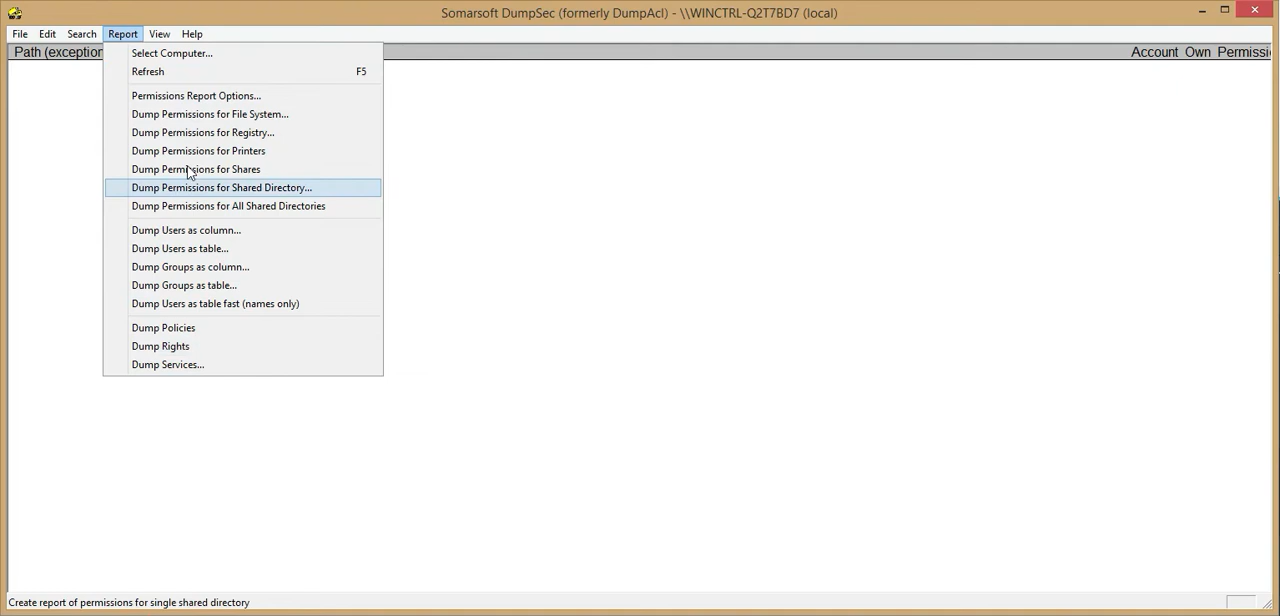 Somarsoft DumpSec (formerly DumpAcl) - \\WINCTRL-Q2T7BD7 (local)
File Edit Search Report View Help
Path (exception Account Own Permissi
Select Computer...
Refresh F5
Permissions Report Options...
Dump Permissions for File System...
Dump Permissions for Registry...
Dump Permissions for Printers
Dump Permissions for Shares
Dump Permissions for Shared Directory...
Dump Permissions for All Shared Directories
Dump Users as column...
Dump Users as table...
Dump Groups as column...
Dump Groups as table...
Dump Users as table fast (names only)
Dump Policies
Dump Rights
Dump Services...
Create report of permissions for single shared directory